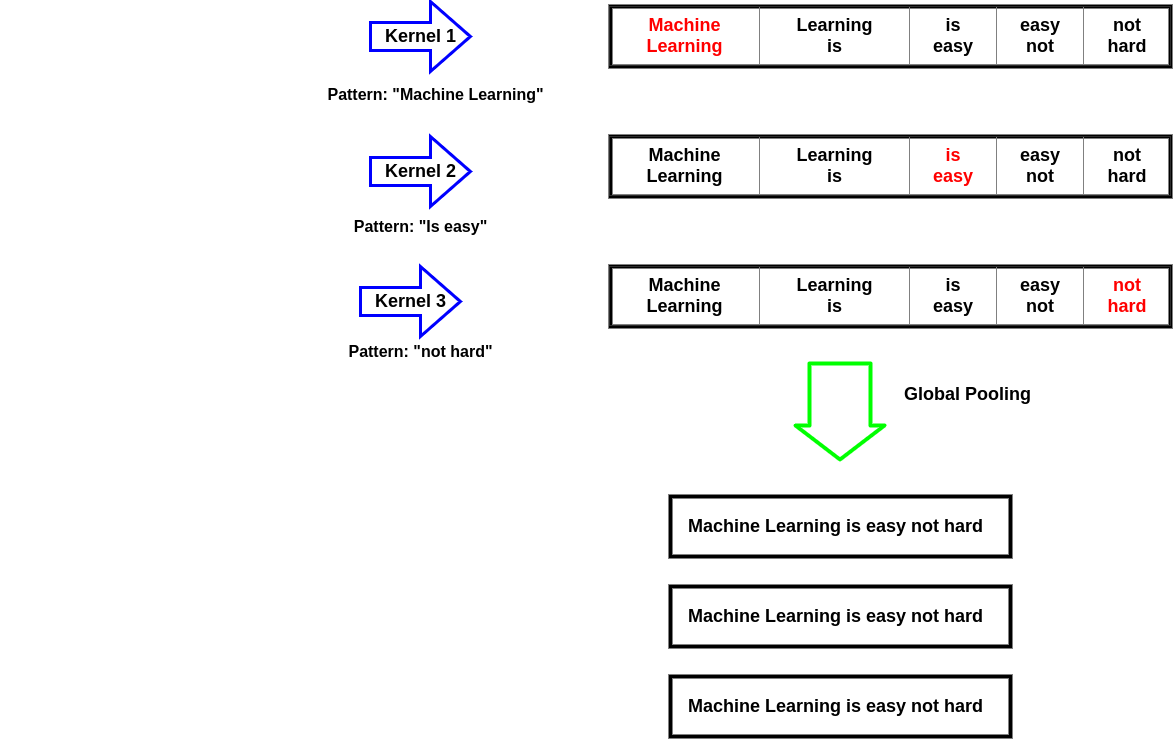 Kernel 1
Machine Learning is easy not
Learning is easy not hard
Pattern: "Machine Learning"
Kernel 2
Machine Learning is easy not
Learning is easy not hard
Pattern: "Is easy"
Kernel 3
Machine Learning is easy not
Learning is easy not hard
Pattern: "not hard"
Global Pooling
Machine Learning is easy not hard
Machine Learning is easy not hard
Machine Learning is easy not hard